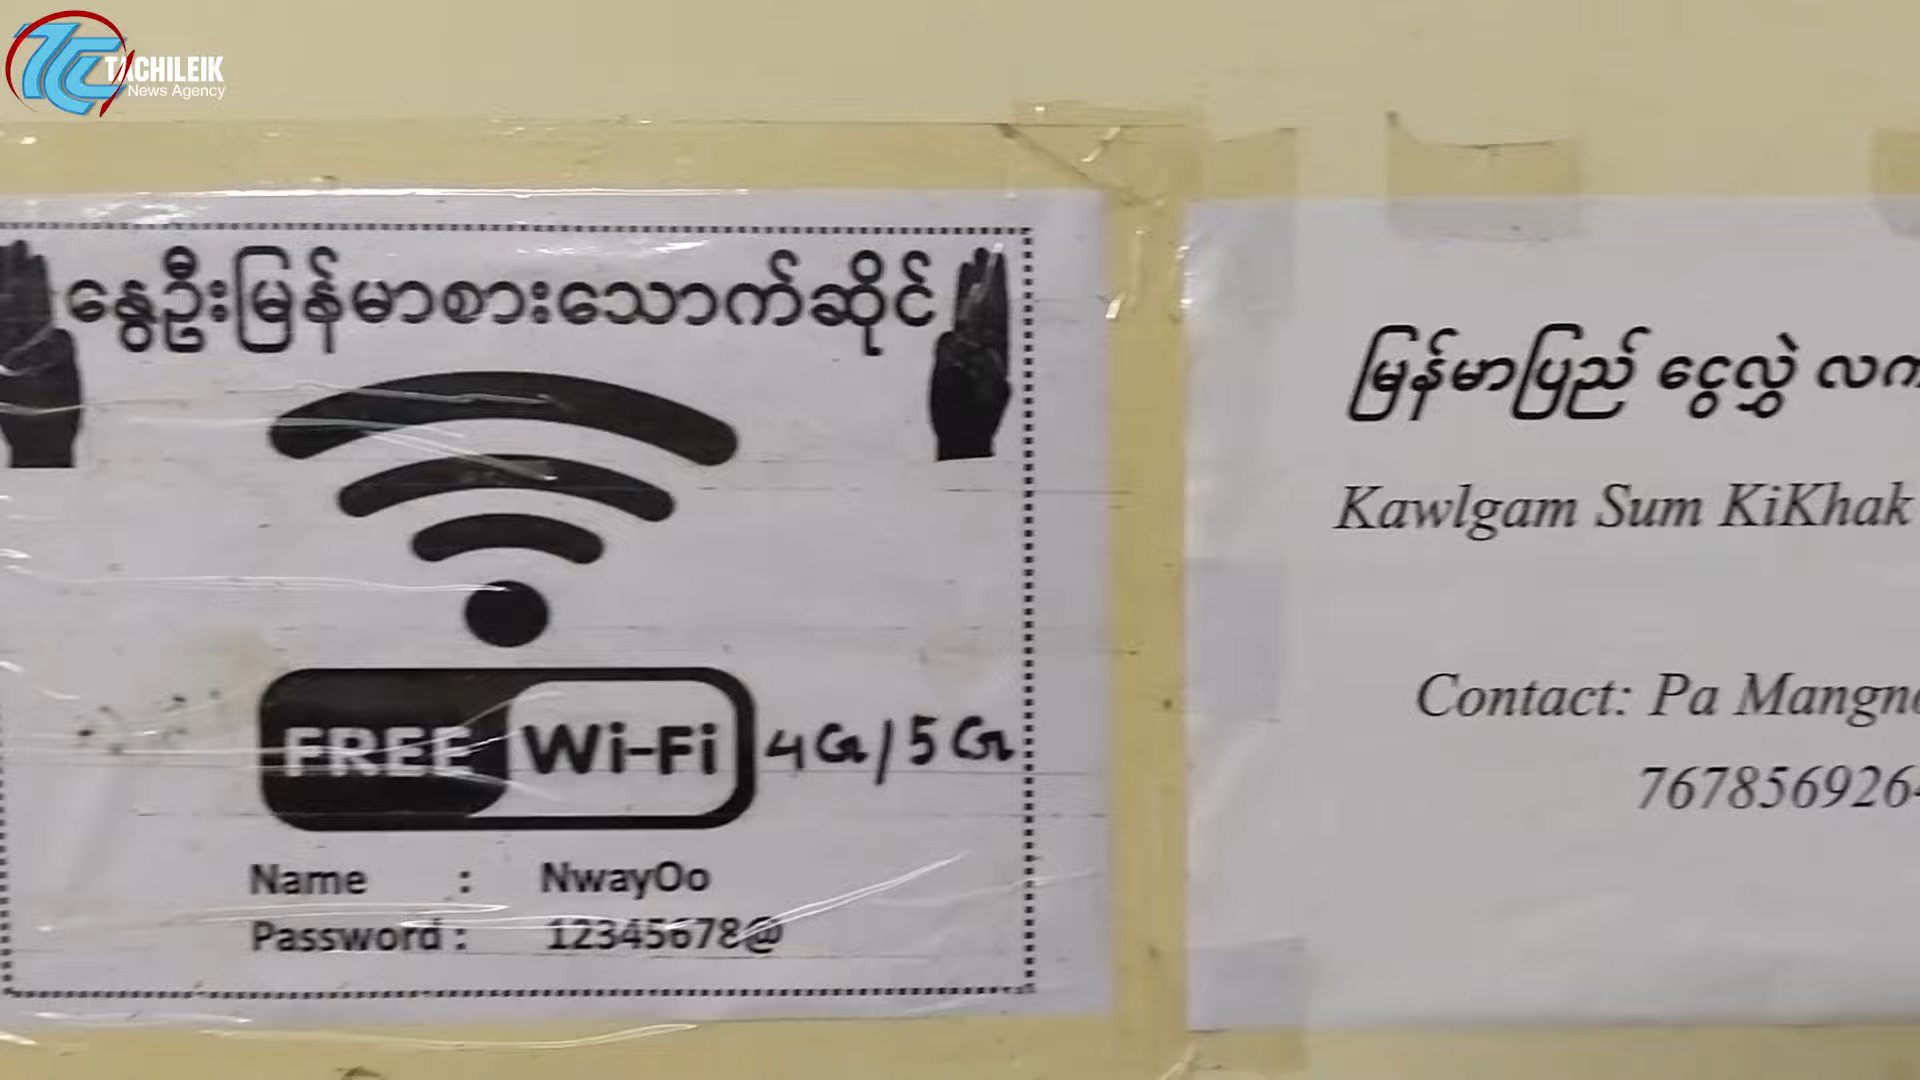 TACHILEIK
News Agency
နွေဦးမြန်မာစားသောက်ဆိုင်
FREE Wi-Fi 4G/5G
Name : NwayOo
Password : 12345678@
မြန်မာပြည် ငွေလွှဲ
Kawlgam Sum KiKhak
Contact: Pa
767856926